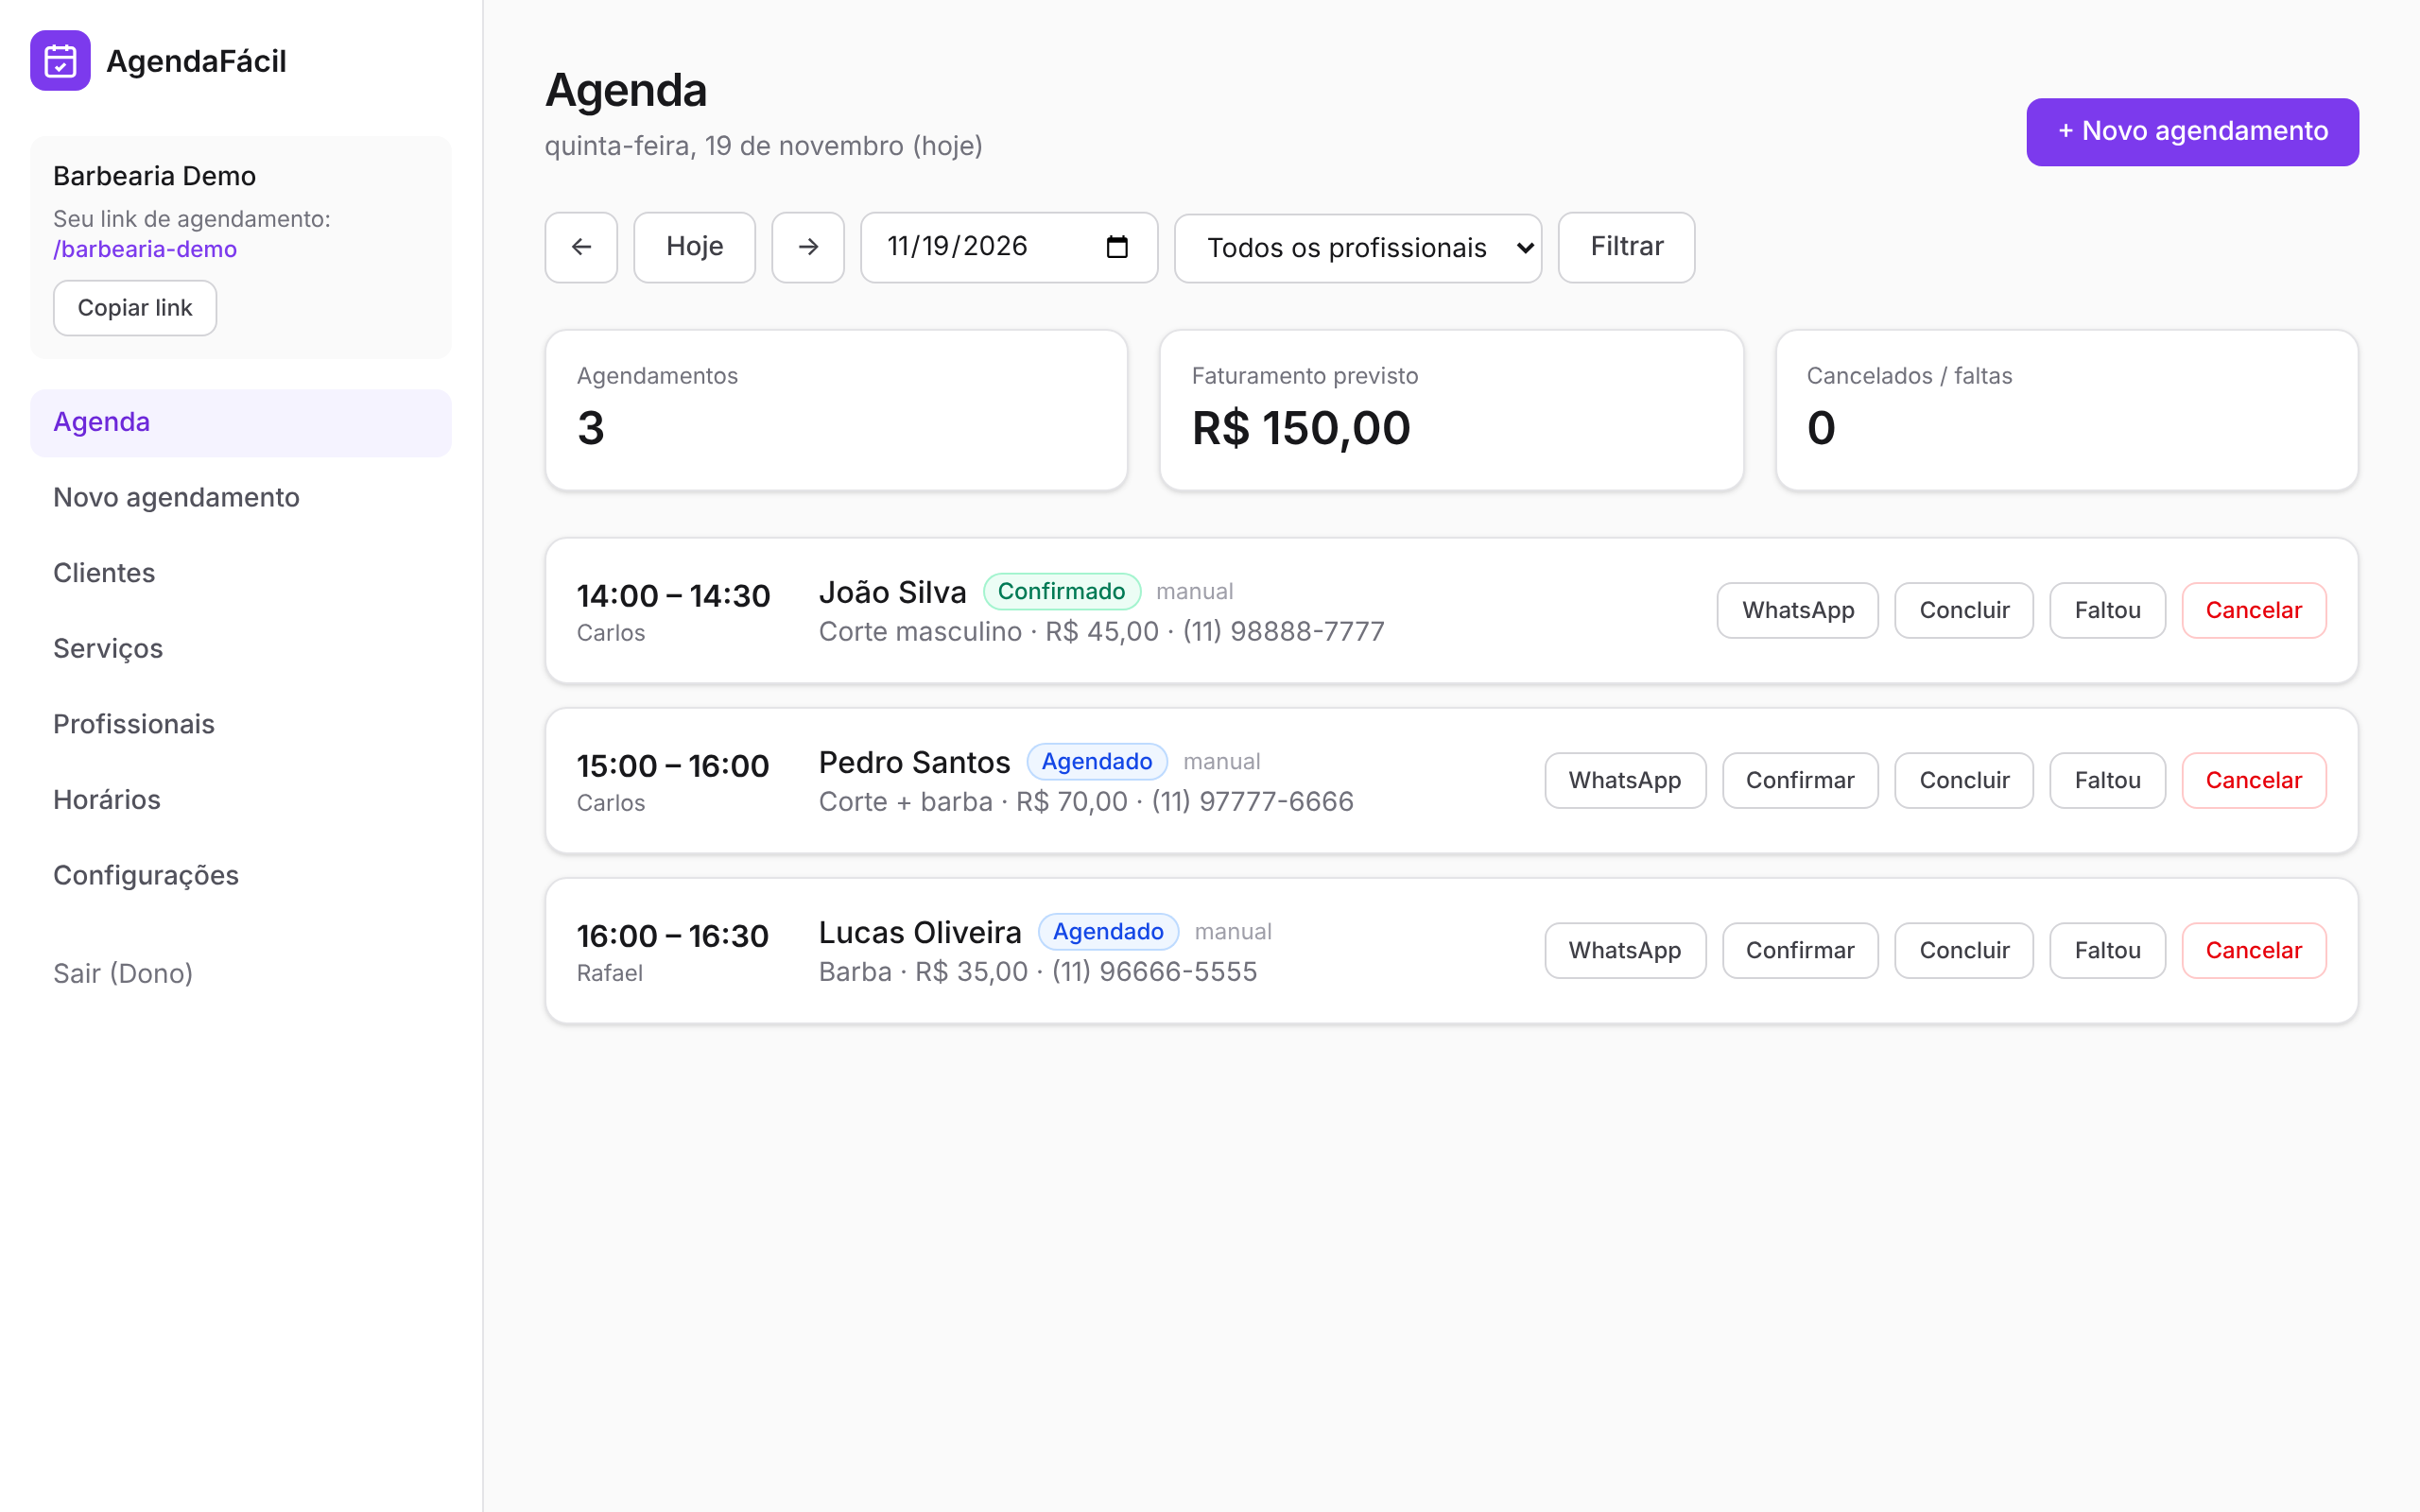 AgendaFácil
Barbearia Demo
Seu link de agendamento:
/barbearia-demo
Copiar link
Agenda
Novo agendamento
Clientes
Serviços
Profissionais
Horários
Configurações
Sair (Dono)
Agenda
quinta-feira, 19 de novembro (hoje)
+ Novo agendamento
← Hoje → 11/19/2026 Todos os profissionais Filtrar
Agendamentos
3
Faturamento previsto
R$ 150,00
Cancelados / faltas
0
14:00 – 14:30
Carlos
João Silva Confirmado manual
Corte masculino · R$ 45,00 · (11) 98888-7777
WhatsApp Concluir Faltou Cancelar
15:00 – 16:00
Carlos
Pedro Santos Agendado manual
Corte + barba · R$ 70,00 · (11) 97777-6666
WhatsApp Confirmar Concluir Faltou Cancelar
16:00 – 16:30
Rafael
Lucas Oliveira Agendado manual
Barba · R$ 35,00 · (11) 96666-5555
WhatsApp Confirmar Concluir Faltou Cancelar